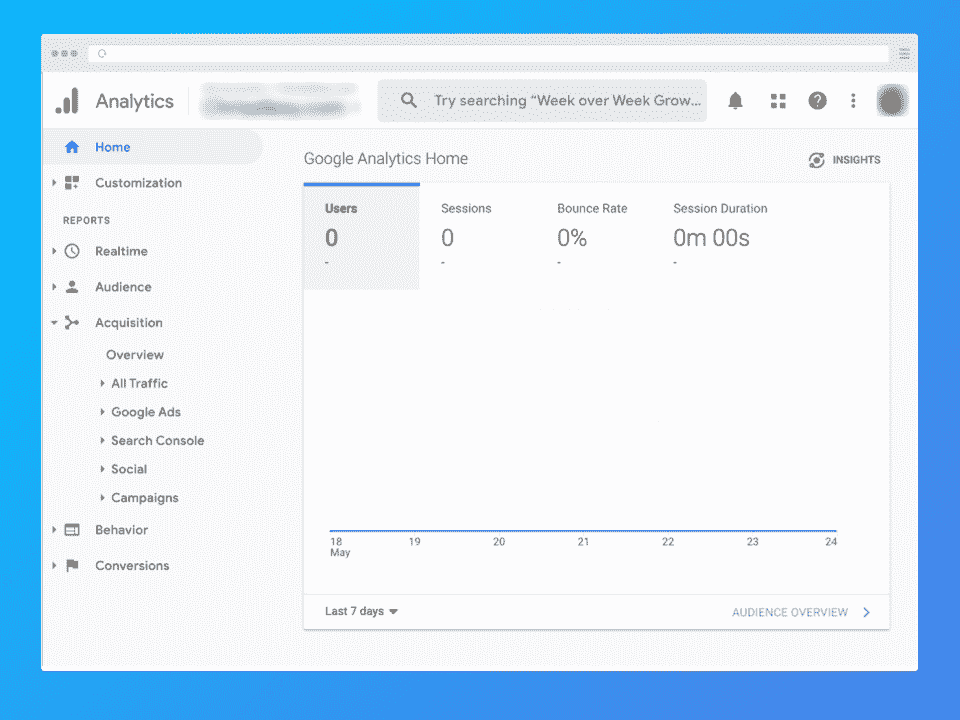 Analytics
Try searching “Week over Week Grow...
Home
Customization
REPORTS
Realtime
Audience
Acquisition
Overview
All Traffic
Google Ads
Search Console
Social
Campaigns
Behavior
Conversions
Google Analytics Home
INSIGHTS
Users Sessions Bounce Rate Session Duration
0 0 0% 0m 00s
- - - -
18 19 20 21 22 23 24
May
Last 7 days
AUDIENCE OVERVIEW